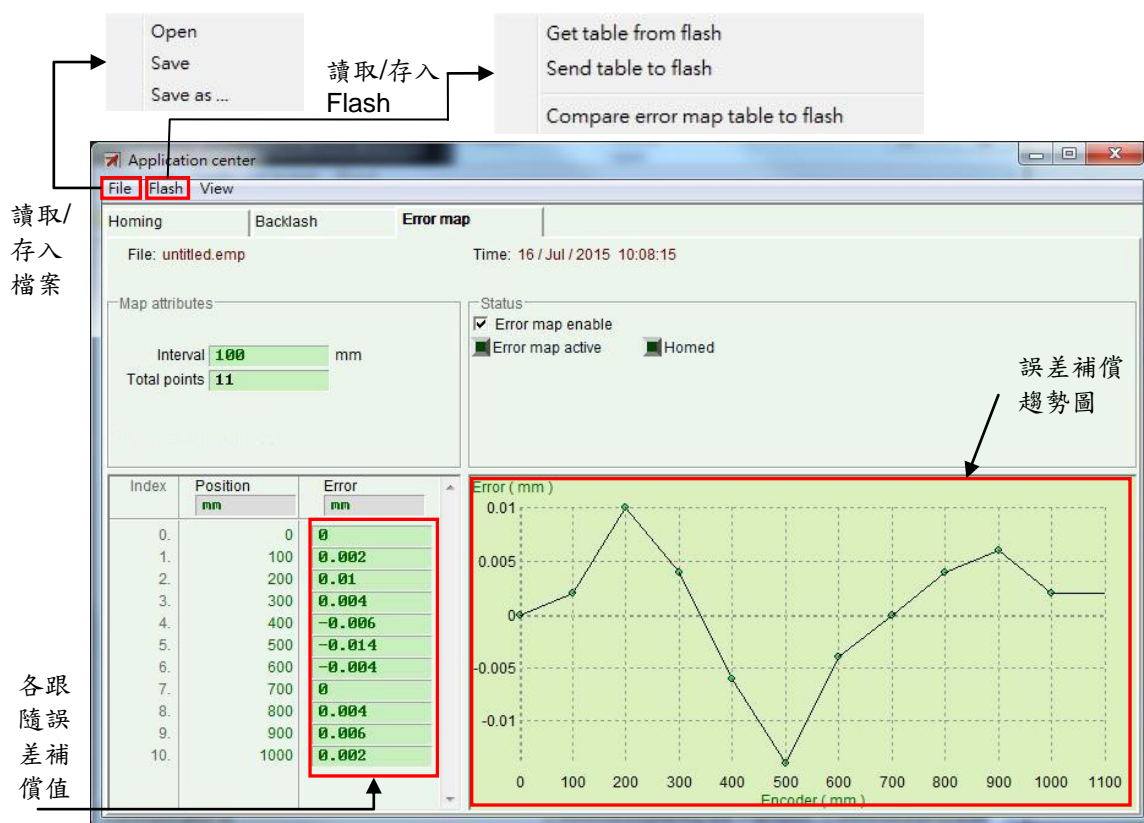 Open
Save
Save as ...
讀取/存入
Flash
Get table from flash
Send table to flash
Compare error map table to flash
Application center
File Flash View
讀取/
存入
檔案
Homing Backlash Error map
File: untitled.emp Time: 16 / Jul / 2015 10:08:15
Map attributes
Interval 100 mm
Total points 11
Status
Error map enable
Error map active Homed
誤差補償
趨勢圖
Index Position Error
mm mm
0. 0 0
1. 100 0.002
2. 200 0.01
3. 300 0.004
4. 400 -0.006
5. 500 -0.014
6. 600 -0.004
7. 700 0
8. 800 0.004
9. 900 0.006
10. 1000 0.002
各跟
隨誤
差補
償值
Error ( mm )
0.01
0.005
0
-0.005
-0.01
0 100 200 300 400 500 600 700 800 900 1000 1100
Encoder ( mm )